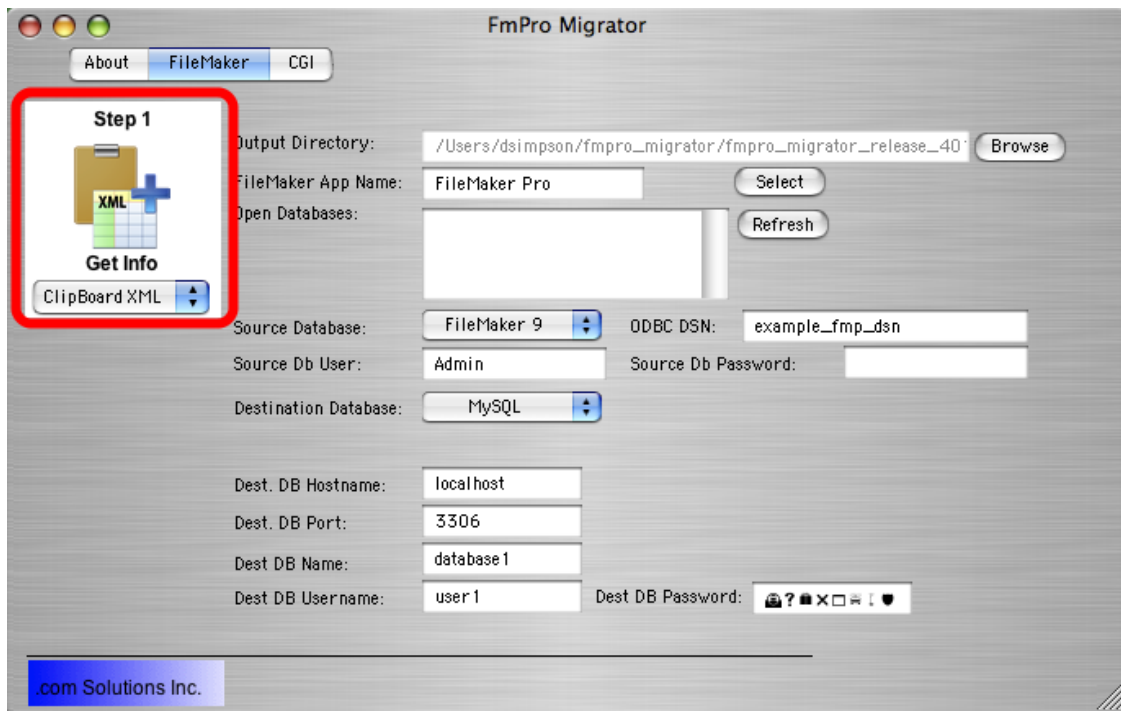 FmPro Migrator
About FileMaker CGI
Step 1
XML
Get Info
ClipBoard XML
Output Directory: /Users/dsimpson/fmpro_migrator/fmpro_migrator_release_40 Browse
FileMaker App Name: FileMaker Pro Select
Open Databases: Refresh
Source Database: FileMaker 9 ODBC DSN: example_fmp_dsn
Source Db User: Admin Source Db Password:
Destination Database: MySQL
Dest. DB Hostname: localhost
Dest. DB Port: 3306
Dest DB Name: database1
Dest DB Username: user1 Dest DB Password:
.com Solutions Inc.